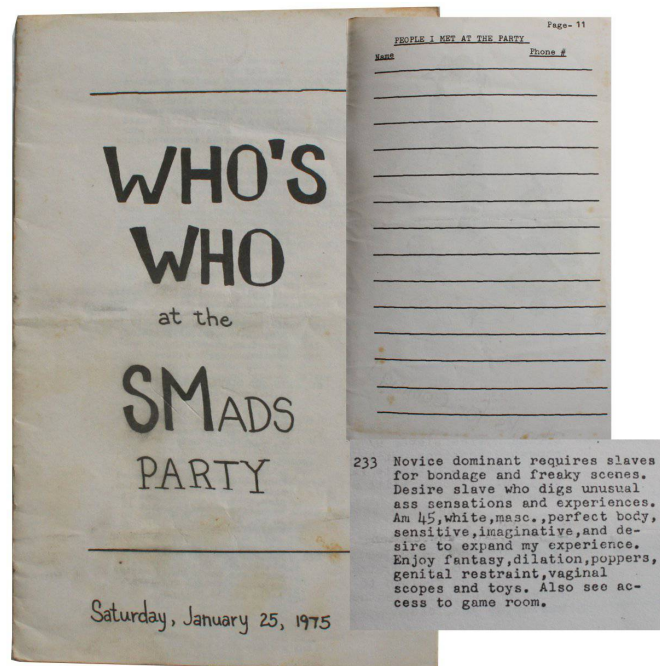 WHO'S
WHO
at the
SMADS
PARTY
Saturday, January 25, 1975
Page- 11
PEOPLE I MET AT THE PARTY
Name Phone #
233 Novice dominant requires slaves
for bondage and freaky scenes.
Desire slave who digs unusual
ass sensations and experiences.
Am 45,white,masc.,perfect body,
sensitive,imaginative,and de-
sire to expand my experience.
Enjoy fantasy,dilation,poppers,
genital restraint,vaginal
scopes and toys. Also see ac-
cess to game room.